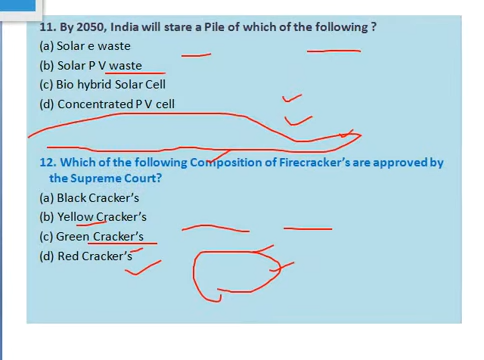 11. By 2050, India will stare a Pile of which of the following ?
(a) Solar e waste
(b) Solar P V waste
(c) Bio hybrid Solar Cell
(d) Concentrated P V cell
12. Which of the following Composition of Firecracker's are approved by
the Supreme Court?
(a) Black Cracker's
(b) Yellow Cracker's
(c) Green Cracker's
(d) Red Cracker's